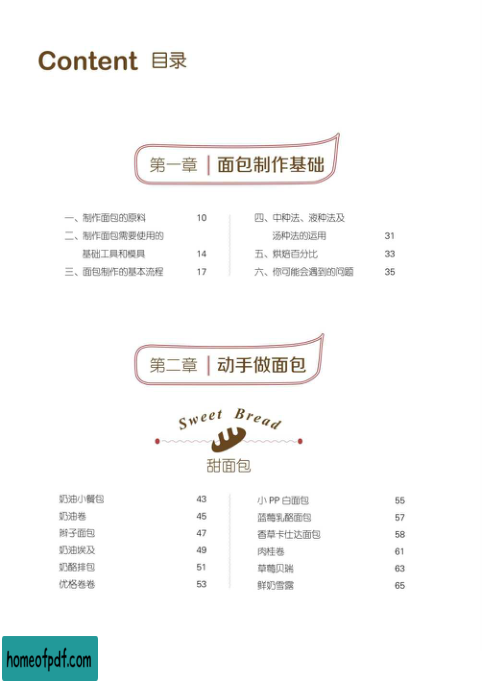 Content 目录
第一章 | 面包制作基础
一、制作面包的原料 10
二、制作面包需要使用的
基础工具和模具 14
三、面包制作的基本流程 17
四、中种法、液种法及
汤种法的运用 31
五、烘焙百分比 33
六、你可能会遇到的问题 35
第二章 | 动手做面包
Sweet Bread
甜面包
奶油小餐包 43
奶油卷 45
辫子面包 47
奶油埃及 49
奶酪排包 51
优格卷卷 53
小 PP 白面包 55
蓝莓乳酪面包 57
香草卡仕达面包 58
肉桂卷 61
草莓贝瑞 63
鲜奶雪露 65
homeofpdf.com